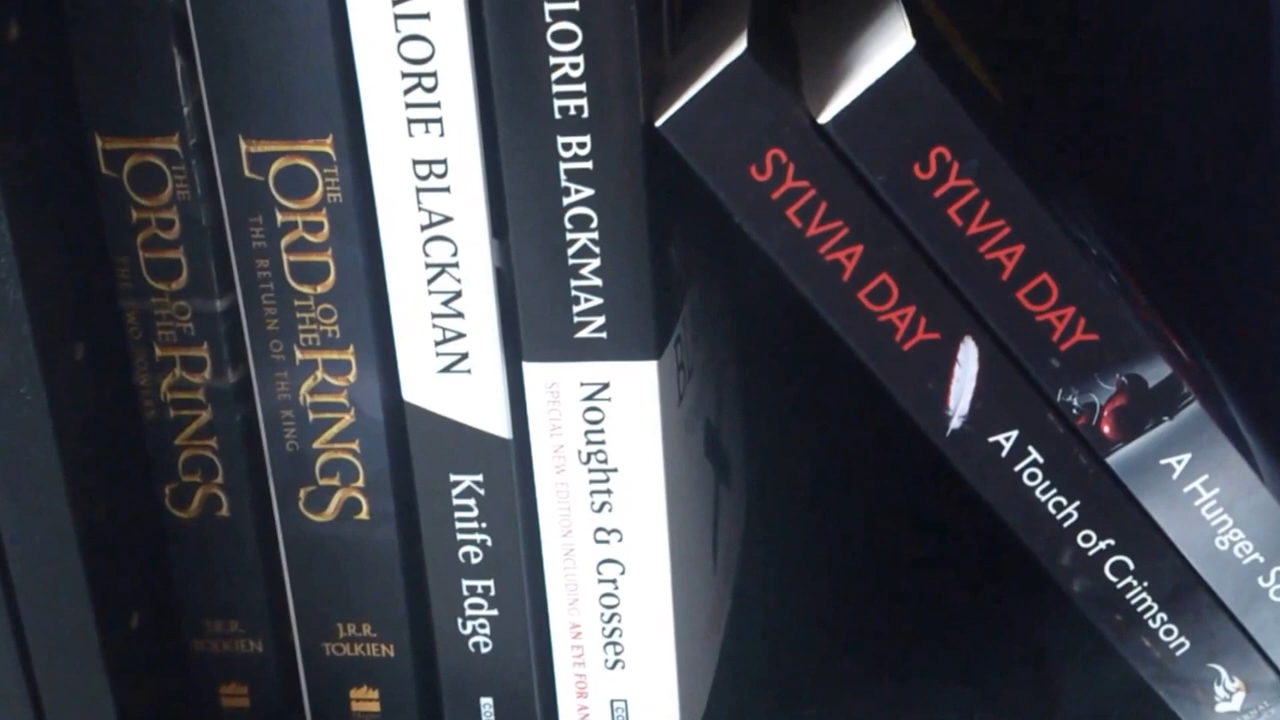 THE LORD OF THE RINGS
THE TWO TOWERS
J.R.R.
TOLKIEN
THE LORD OF THE RINGS
THE RETURN OF THE KING
J.R.R.
TOLKIEN
ALORIE BLACKMAN
Knife Edge
LORIE BLACKMAN
Noughts & Crosses
SPECIAL NEW EDITION INCLUDING AN EYE FOR AN
SYLVIA DAY
A Touch of Crimson
SYLVIA DAY
A Hunger So